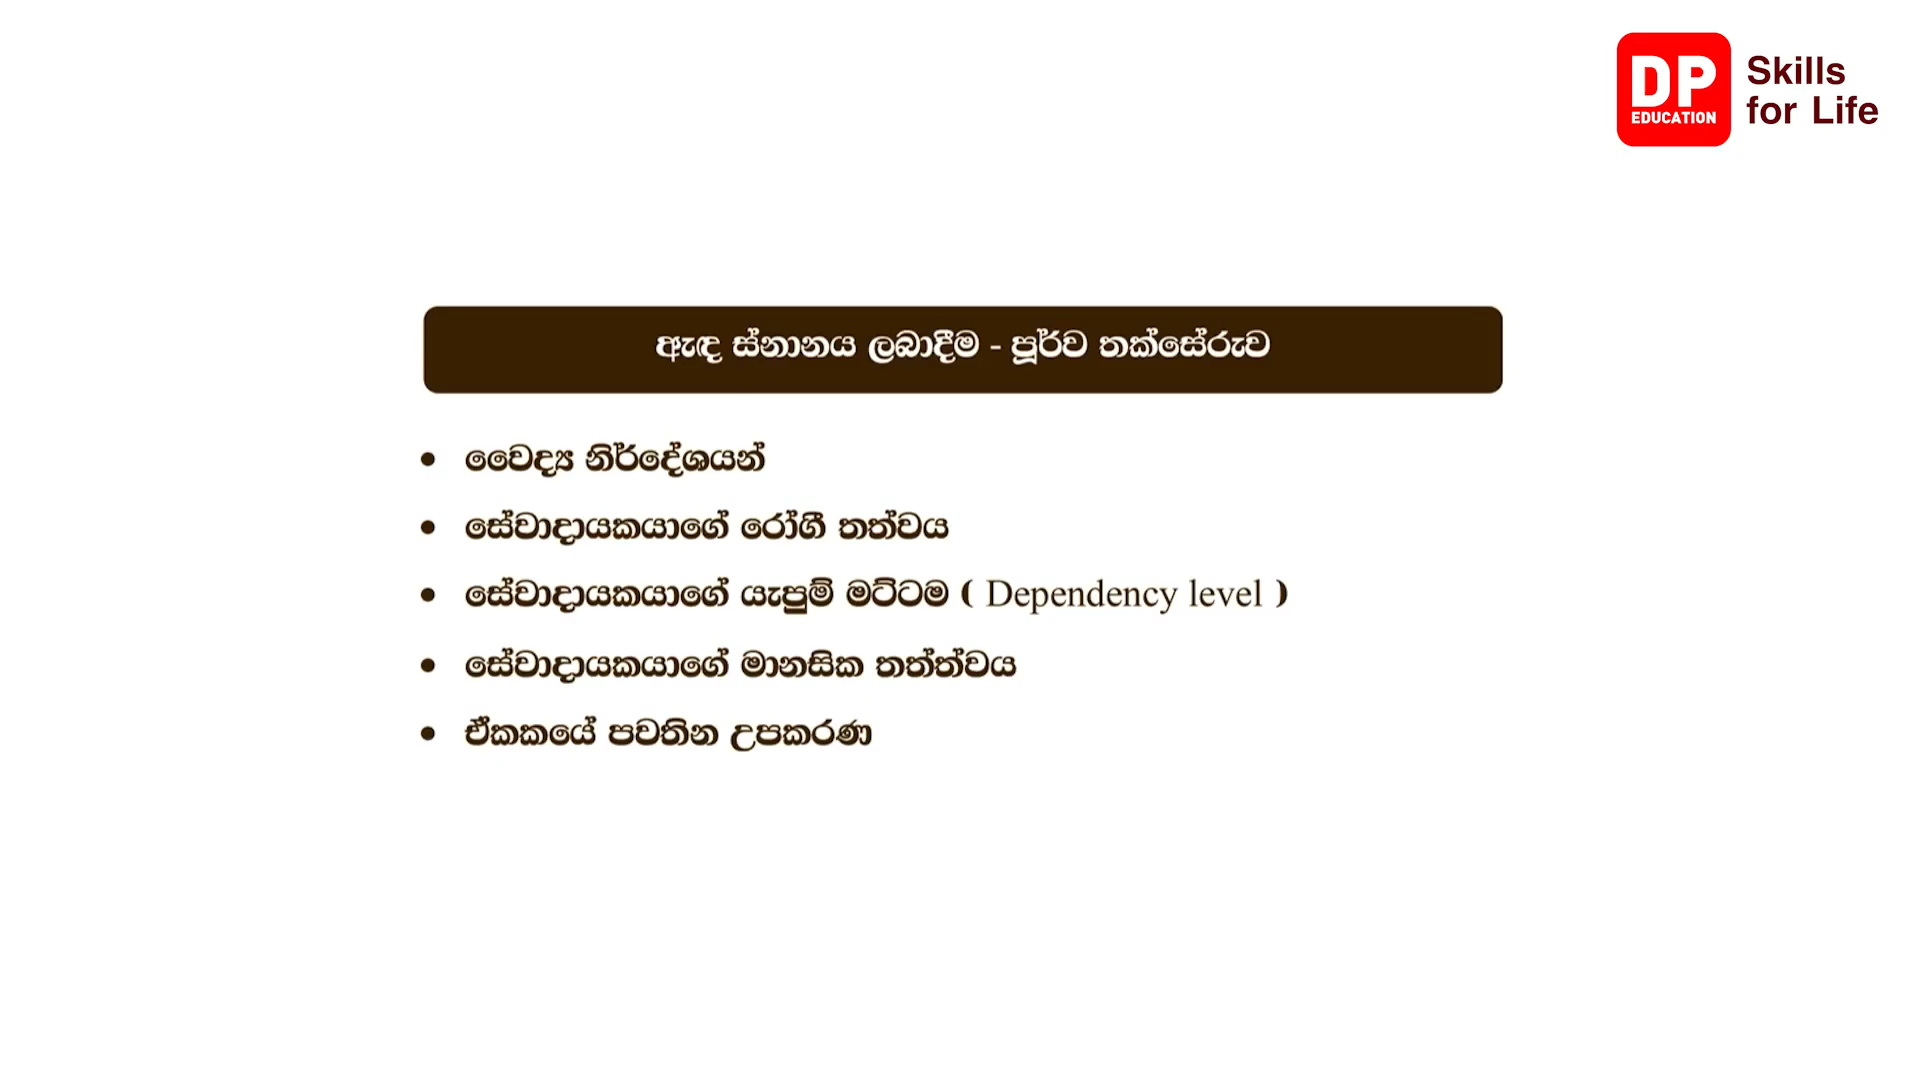 DP
EDUCATION
Skills
for Life
ඇඳ ස්නානය ලබාදීම - පූර්ව තක්සේරුව
• වෛද්‍ය නිර්දේශයන්
• සේවාදායකයාගේ රෝගී තත්වය
• සේවාදායකයාගේ යැපුම් මට්ටම ( Dependency level )
• සේවාදායකයාගේ මානසික තත්ත්වය
• ඒකකයේ පවතින උපකරණ